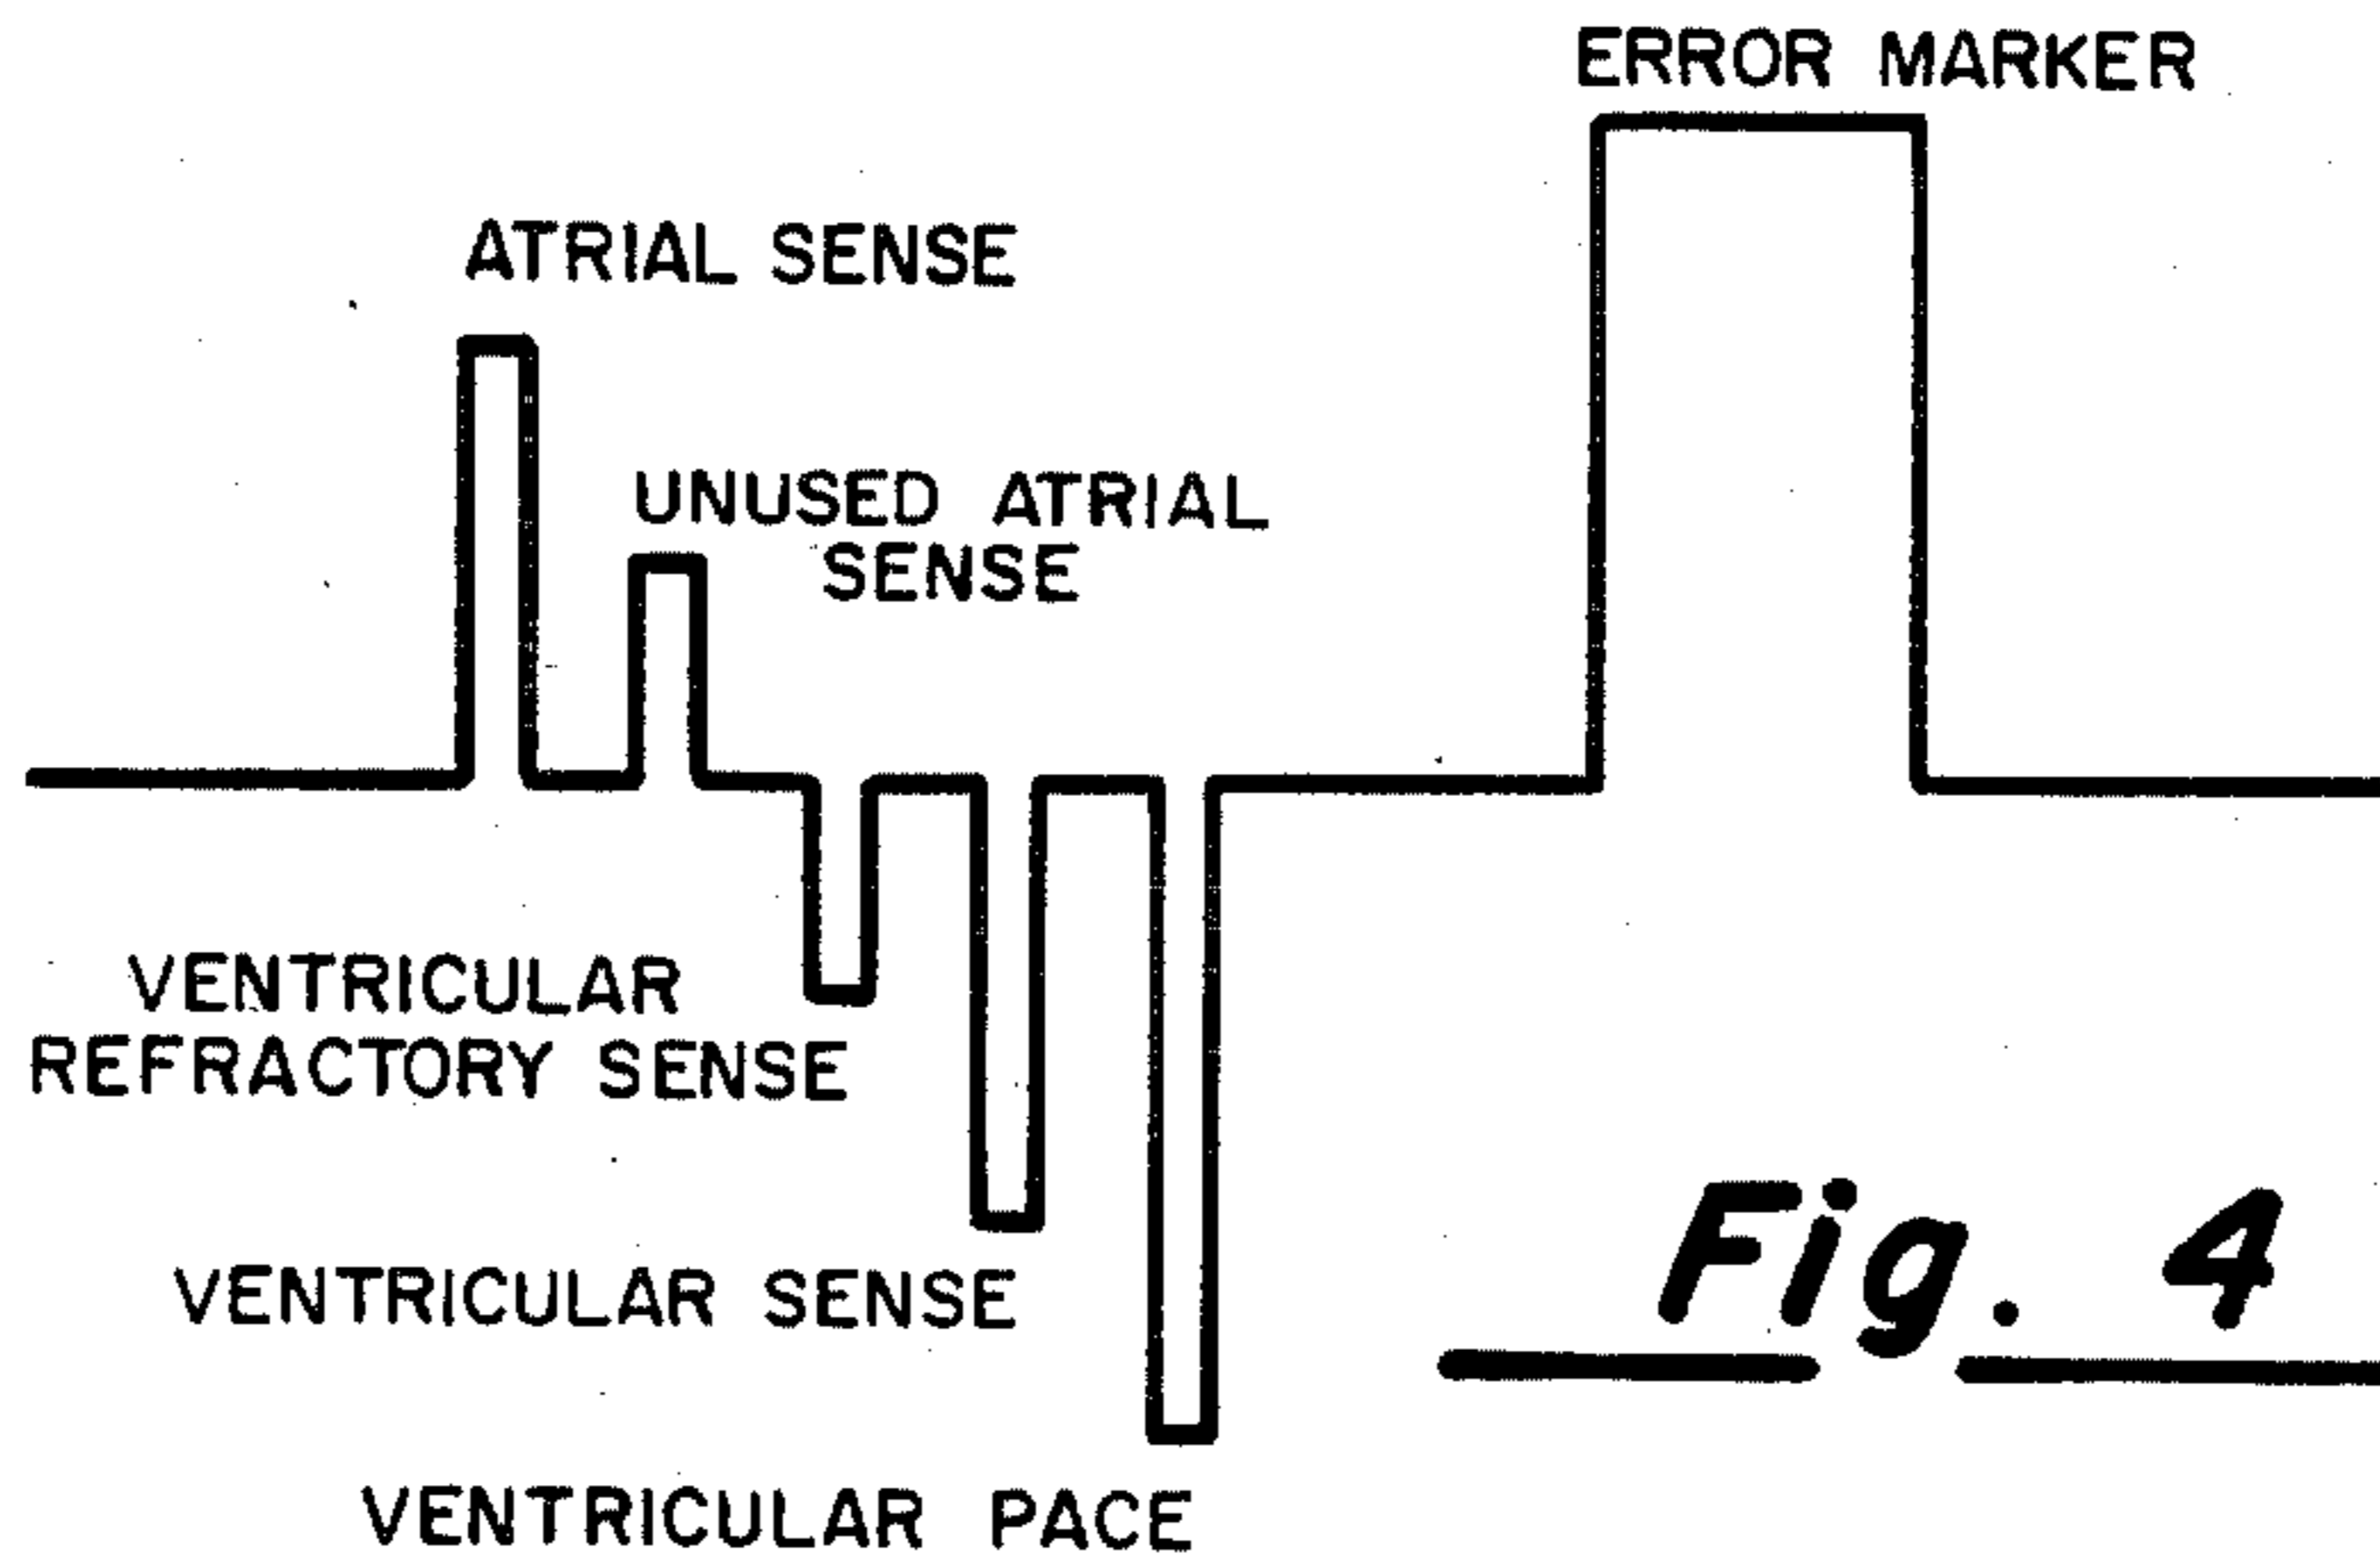 ERROR MARKER
ATRIAL SENSE
UNUSED ATRIAL
SENSE
VENTRICULAR
REFRACTORY SENSE
VENTRICULAR SENSE
VENTRICULAR PACE
Fig. 4